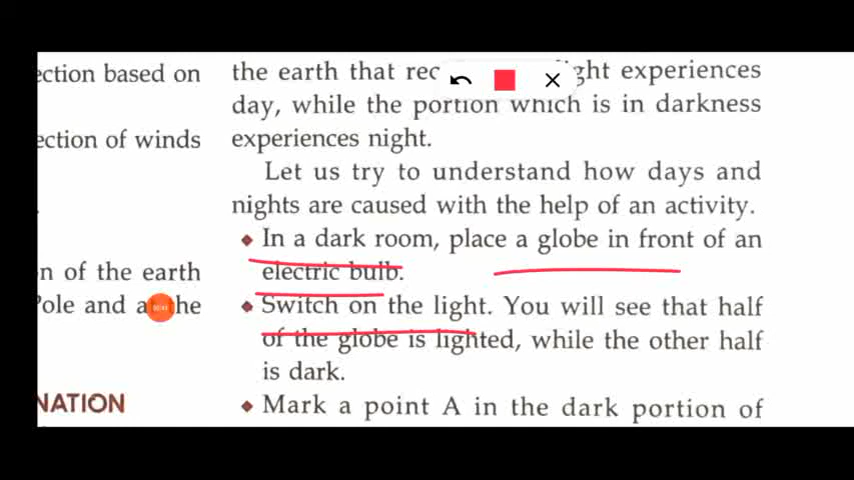 ection based on
ection of winds
n of the earth
Pole and at the
NATION
the earth that rec ght experiences
day, while the portion which is in darkness
experiences night.
Let us try to understand how days and
nights are caused with the help of an activity.
In a dark room, place a globe in front of an
electric bulb.
Switch on the light. You will see that half
of the globe is lighted, while the other half
is dark.
Mark a point A in the dark portion of